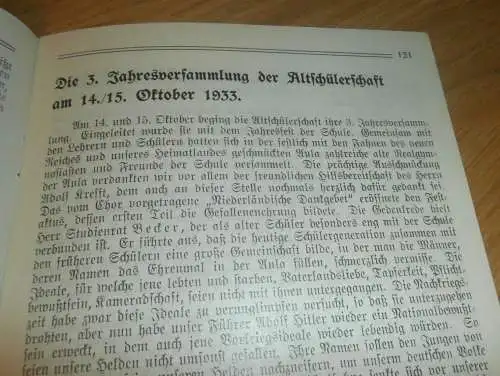 121
Die 3. Jahresversammlung der Altschülerschaft
am 14./15. Oktober 1933.
Am 14. und 15. Oktober beging die Altschülerschaft ihre 3. Jahresversamm-
lung. Eingeleitet wurde sie mit dem Jahresfest der Schule. Gemeinsam mit
den Lehrern und Schülern hatten sich in der festlich mit den Fahnen des neuen
Reiches und unseres Heimatlandes geschmückten Aula zahlreiche alte Realgym-
nasiasten und Freunde der Schule versammelt. Die prächtige Ausschmückung
der Aula verdankten wir vor allem der freundlichen Hilfsbereitschaft des Herrn
Adolf Krefft, dem auch an dieser Stelle nochmals herzlich dafür gedankt sei.
Das vom Chor vorgetragene „Niederländische Dankgebet" eröffnete den Fest-
aktus, dessen ersten Teil die Gefallenenehrung bildete. Die Gedenkrede hielt
Herr Studienrat Becker, der als alter Schüler besonders eng mit der Schule
verbunden ist. Er führte aus, daß die heutige Schülergeneration zusammen mit
den früheren Schülern eine große Gemeinschaft bilde, in der man die Männer,
deren Namen das Ehrenmal in der Aula füllen, schmerzlich vermisse. Die
Ideale, für welche jene lebten und starben, Vaterlandsliebe, Tapferkeit, Pflicht-
bewußtsein, Kameradschaft, seien nicht mit ihnen untergegangen. Die Nachkriegs-
zeit habe zwar diese Ideale zu verunglimpfen versucht, so daß sie unterzugehen
drohten, aber nun habe unser Führer Adolf Hitler wieder ein Nationalbewußt-
sein erweckt, in dem auch jene Vorkriegsideale wieder lebendig würden. So
seien unsere Helden nicht umsonst gefallen. Ihre Namen sollen den Jungen von
Helden nachzueifern, um unserm deutschen Volke
sich vor unserer